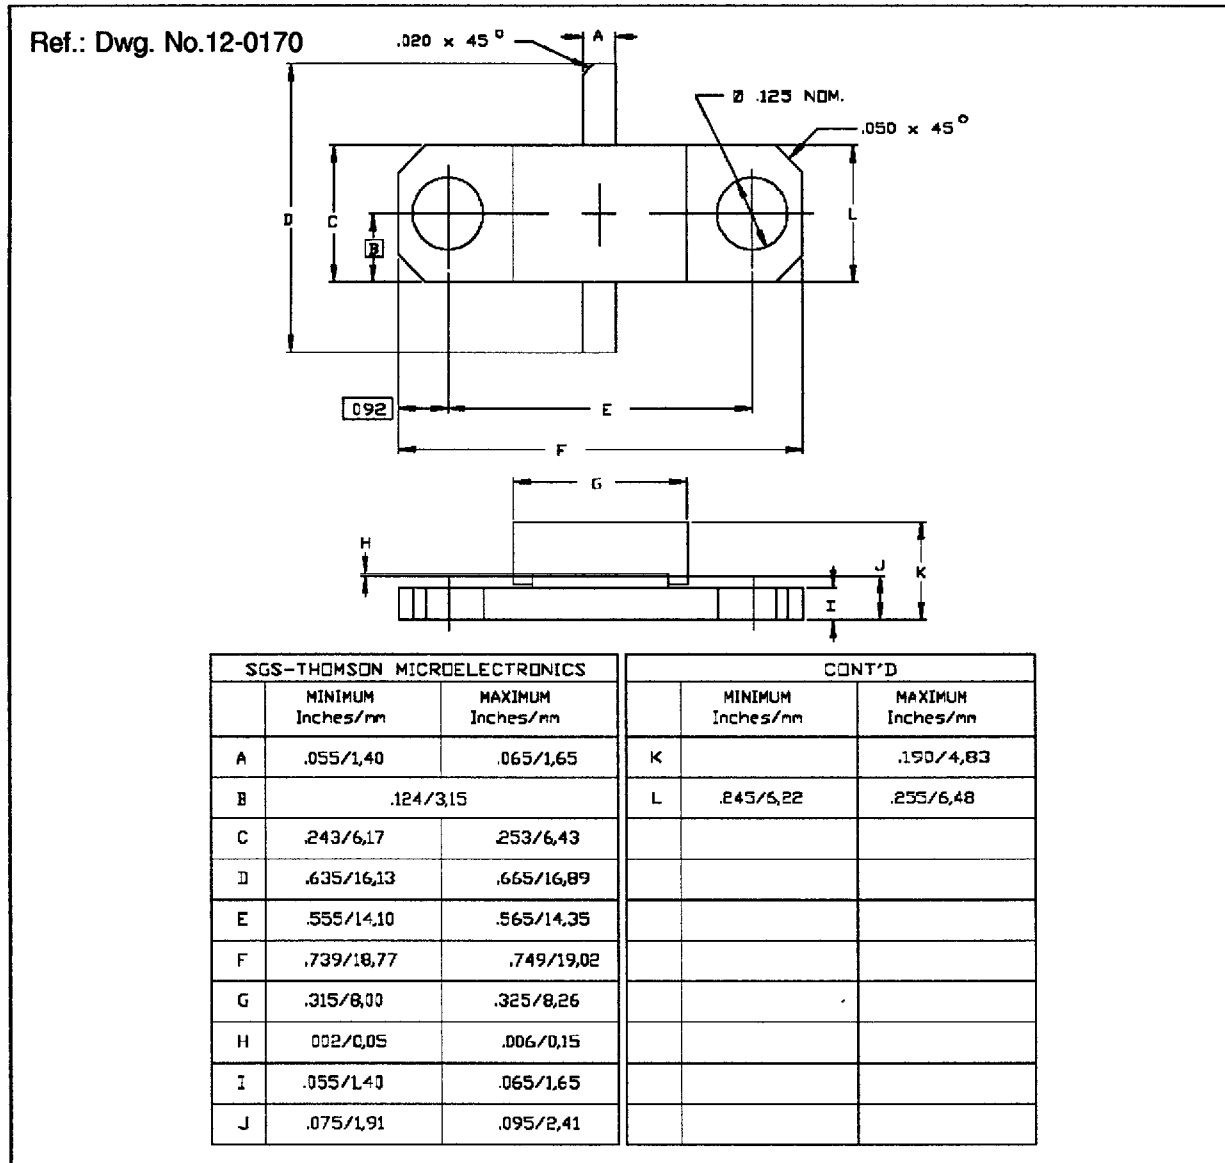 Ref.: Dwg. No.12-0170
.020 x 45°
A
Ø .125 NOM.
.050 x 45°
D
C
B
L
.092
E
F
G
H
J
K
I
SGS-THOMSON MICROELECTRONICS
MINIMUM Inches/mm MAXIMUM Inches/mm
A .055/1,40 .065/1,65
B .124/3,15
C .243/6,17 .253/6,43
D .635/16,13 .665/16,89
E .555/14,10 .565/14,35
F .739/18,77 .749/19,02
G .315/8,00 .325/8,26
H 002/0,05 .006/0,15
I .055/1,40 .065/1,65
J .075/1,91 .095/2,41
CONT'D
MINIMUM Inches/mm MAXIMUM Inches/mm
K .190/4,83
L .245/6,22 .255/6,48